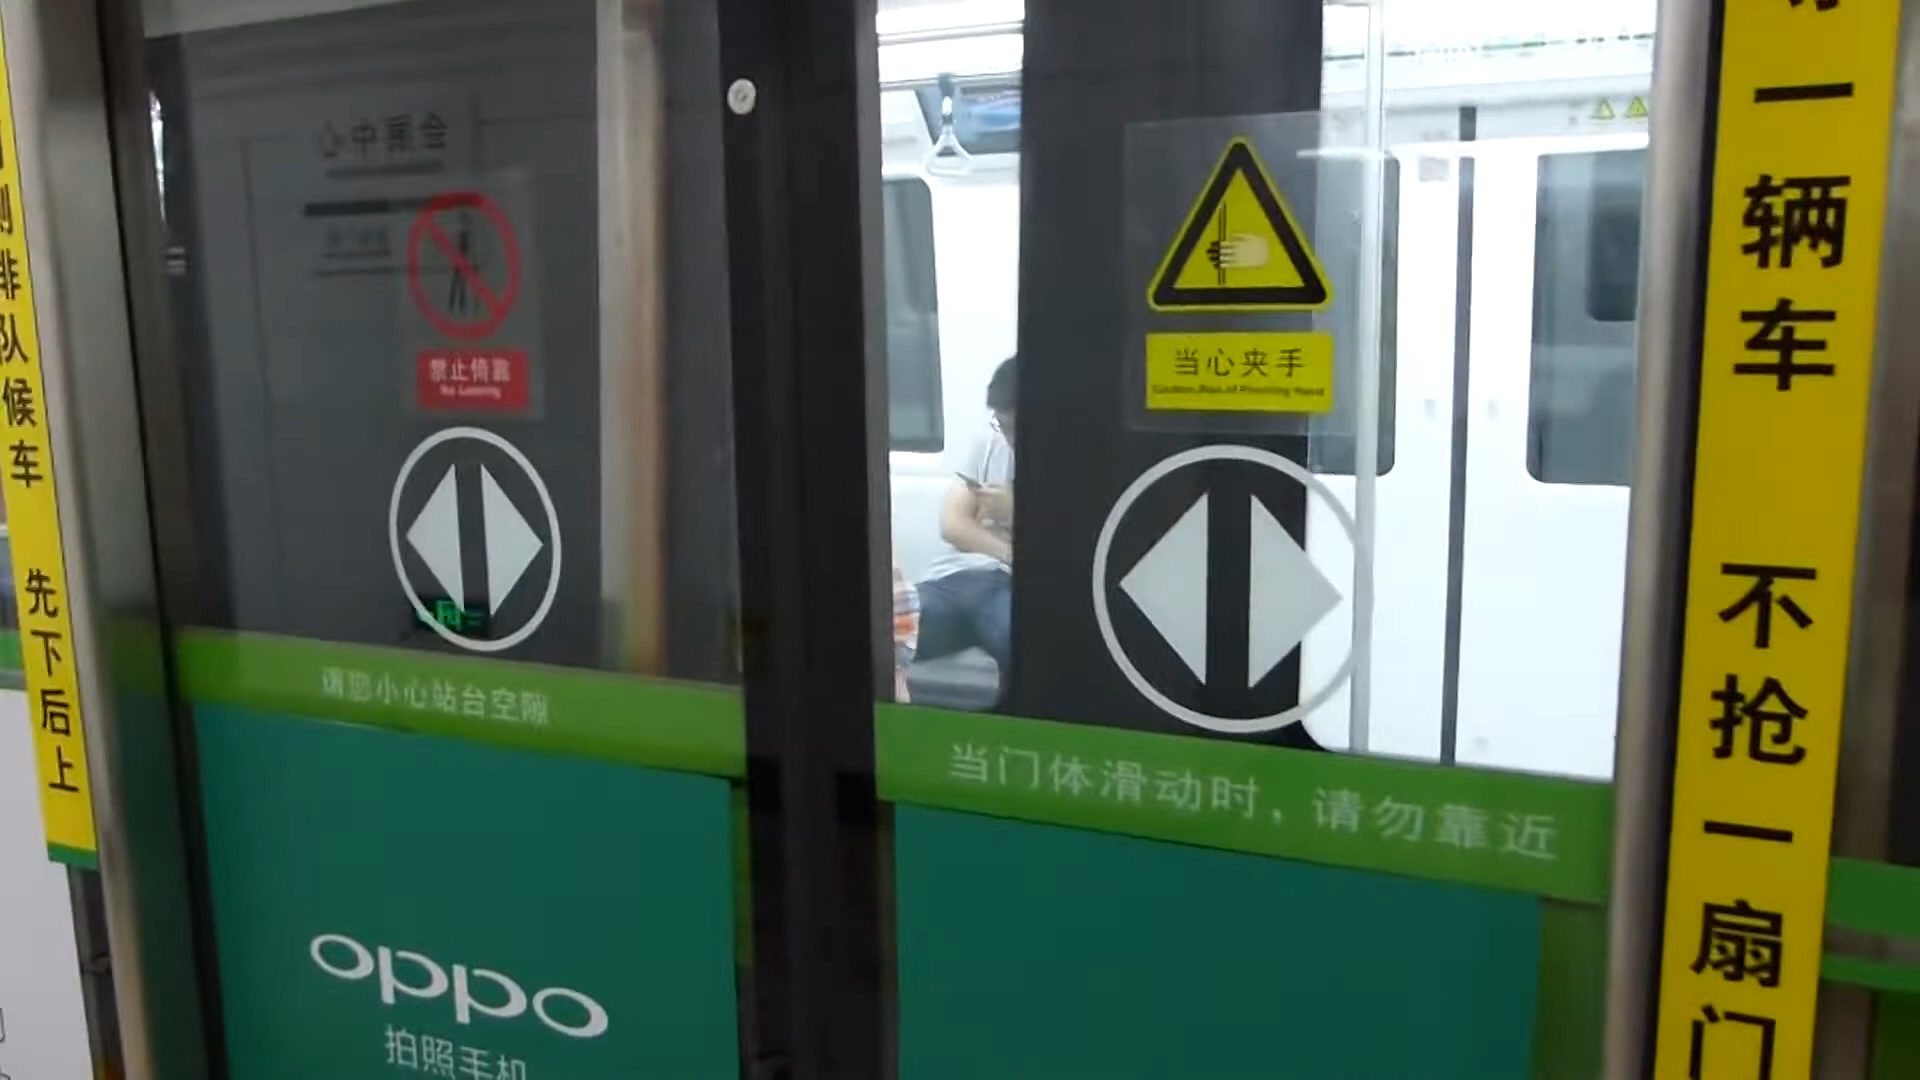 侧排队候车 先下后上
禁止倚靠
No Leaning
当心夹手
请您小心站台空隙
当门体滑动时，请勿靠近
oppo
拍照手机
一辆车 不抢一扇门